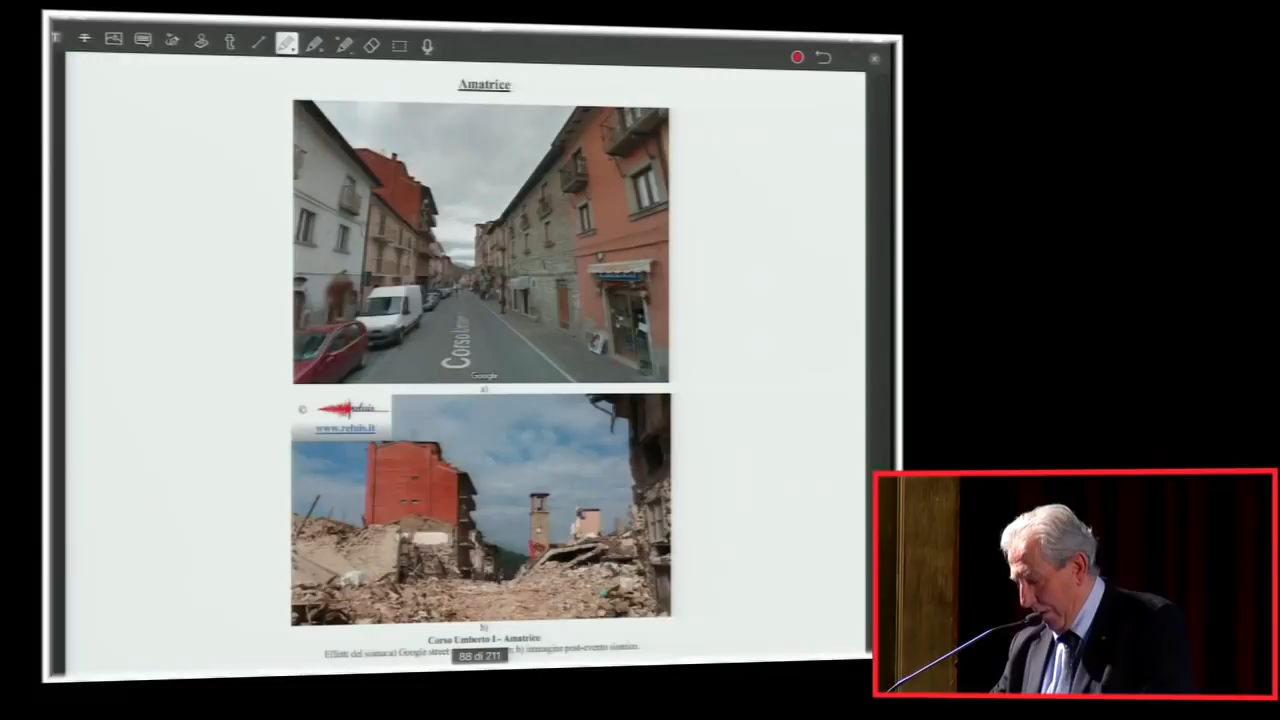 Amatrice
Corso
Google
a)
©
reluis
www.reluis.it
b)
Corso Umberto I - Amatrice
Effetti del sisma:a) Google street
88 di 211
b) immagine post-evento sismico.